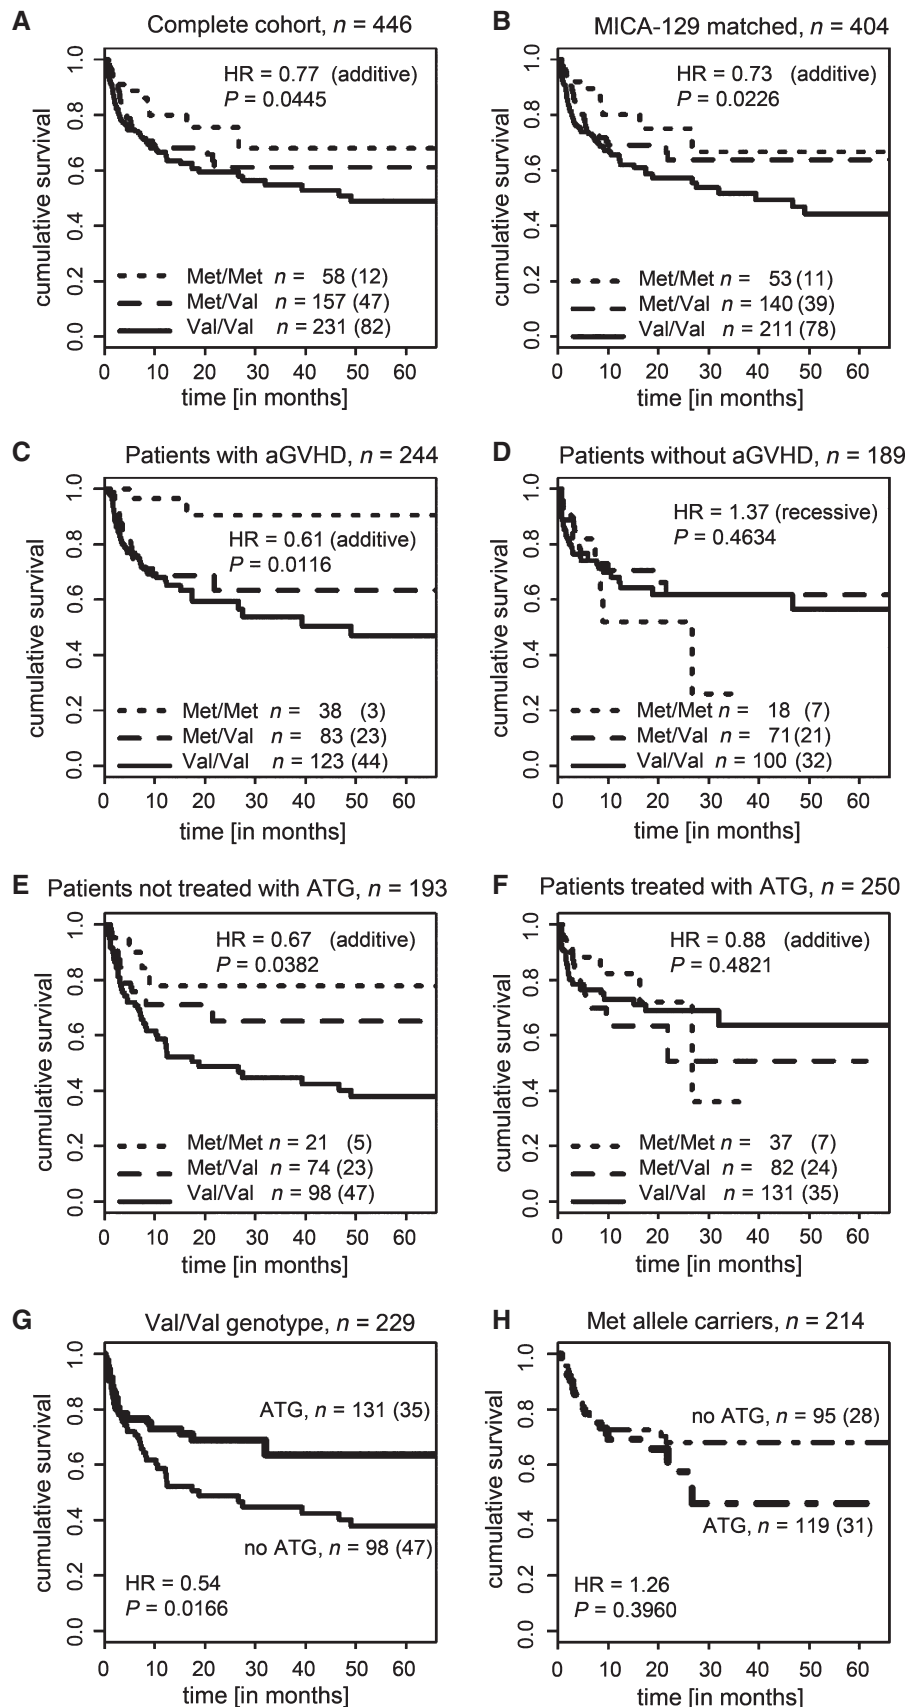 A Complete cohort, n = 446
HR = 0.77 (additive)
P = 0.0445
cumulative survival
0.0 0.2 0.4 0.6 0.8 1.0
Met/Met n = 58 (12)
Met/Val n = 157 (47)
Val/Val n = 231 (82)
0 10 20 30 40 50 60
time [in months]
B MICA-129 matched, n = 404
HR = 0.73 (additive)
P = 0.0226
cumulative survival
0.0 0.2 0.4 0.6 0.8 1.0
Met/Met n = 53 (11)
Met/Val n = 140 (39)
Val/Val n = 211 (78)
0 10 20 30 40 50 60
time [in months]
C Patients with aGVHD, n = 244
HR = 0.61 (additive)
P = 0.0116
cumulative survival
0.0 0.2 0.4 0.6 0.8 1.0
Met/Met n = 38 (3)
Met/Val n = 83 (23)
Val/Val n = 123 (44)
0 10 20 30 40 50 60
time [in months]
D Patients without aGVHD, n = 189
HR = 1.37 (recessive)
P = 0.4634
cumulative survival
0.0 0.2 0.4 0.6 0.8 1.0
Met/Met n = 18 (7)
Met/Val n = 71 (21)
Val/Val n = 100 (32)
0 10 20 30 40 50 60
time [in months]
E Patients not treated with ATG, n = 193
HR = 0.67 (additive)
P = 0.0382
cumulative survival
0.0 0.2 0.4 0.6 0.8 1.0
Met/Met n = 21 (5)
Met/Val n = 74 (23)
Val/Val n = 98 (47)
0 10 20 30 40 50 60
time [in months]
F Patients treated with ATG, n = 250
HR = 0.88 (additive)
P = 0.4821
cumulative survival
0.0 0.2 0.4 0.6 0.8 1.0
Met/Met n = 37 (7)
Met/Val n = 82 (24)
Val/Val n = 131 (35)
0 10 20 30 40 50 60
time [in months]
G Val/Val genotype, n = 229
cumulative survival
0.0 0.2 0.4 0.6 0.8 1.0
ATG, n = 131 (35)
no ATG, n = 98 (47)
HR = 0.54
P = 0.0166
0 10 20 30 40 50 60
time [in months]
H Met allele carriers, n = 214
cumulative survival
0.0 0.2 0.4 0.6 0.8 1.0
no ATG, n = 95 (28)
ATG, n = 119 (31)
HR = 1.26
P = 0.3960
0 10 20 30 40 50 60
time [in months]